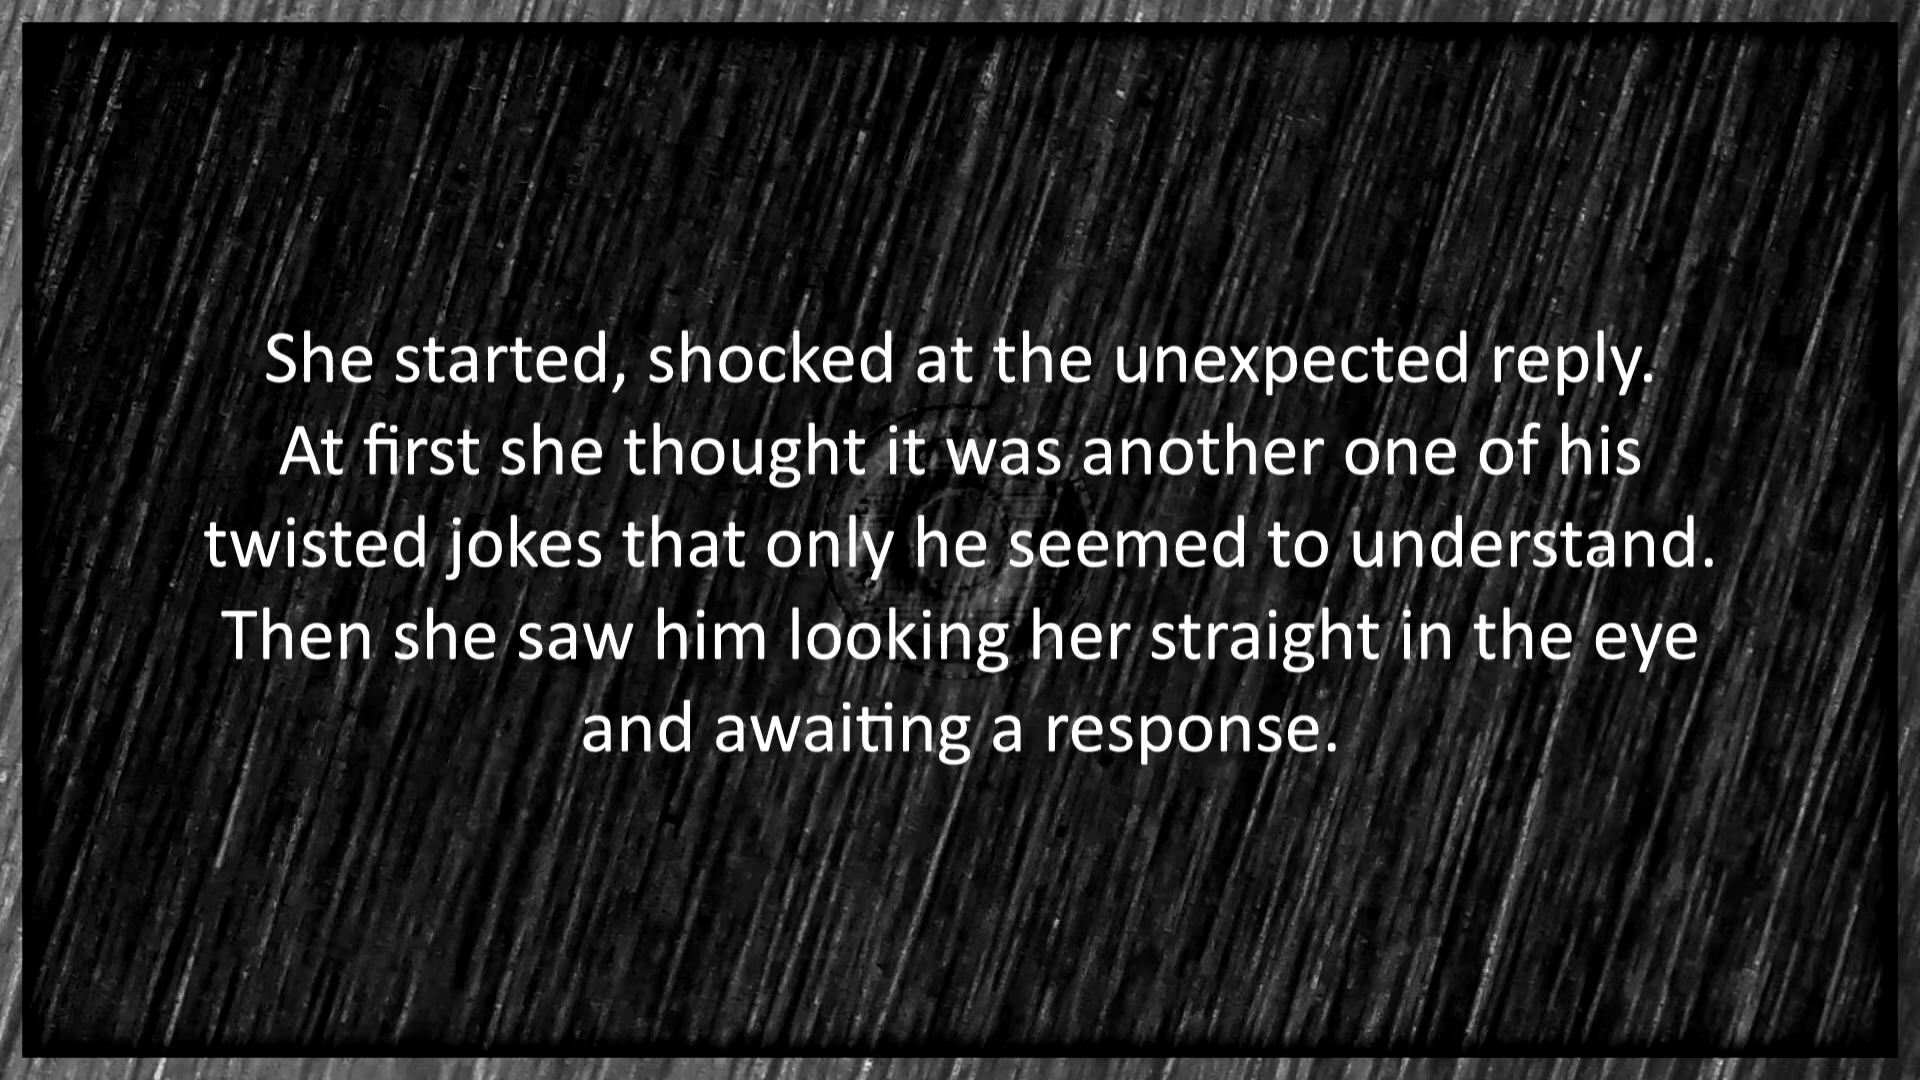 She started, shocked at the unexpected reply.
At first she thought it was another one of his
twisted jokes that only he seemed to understand.
Then she saw him looking her straight in the eye
and awaiting a response.